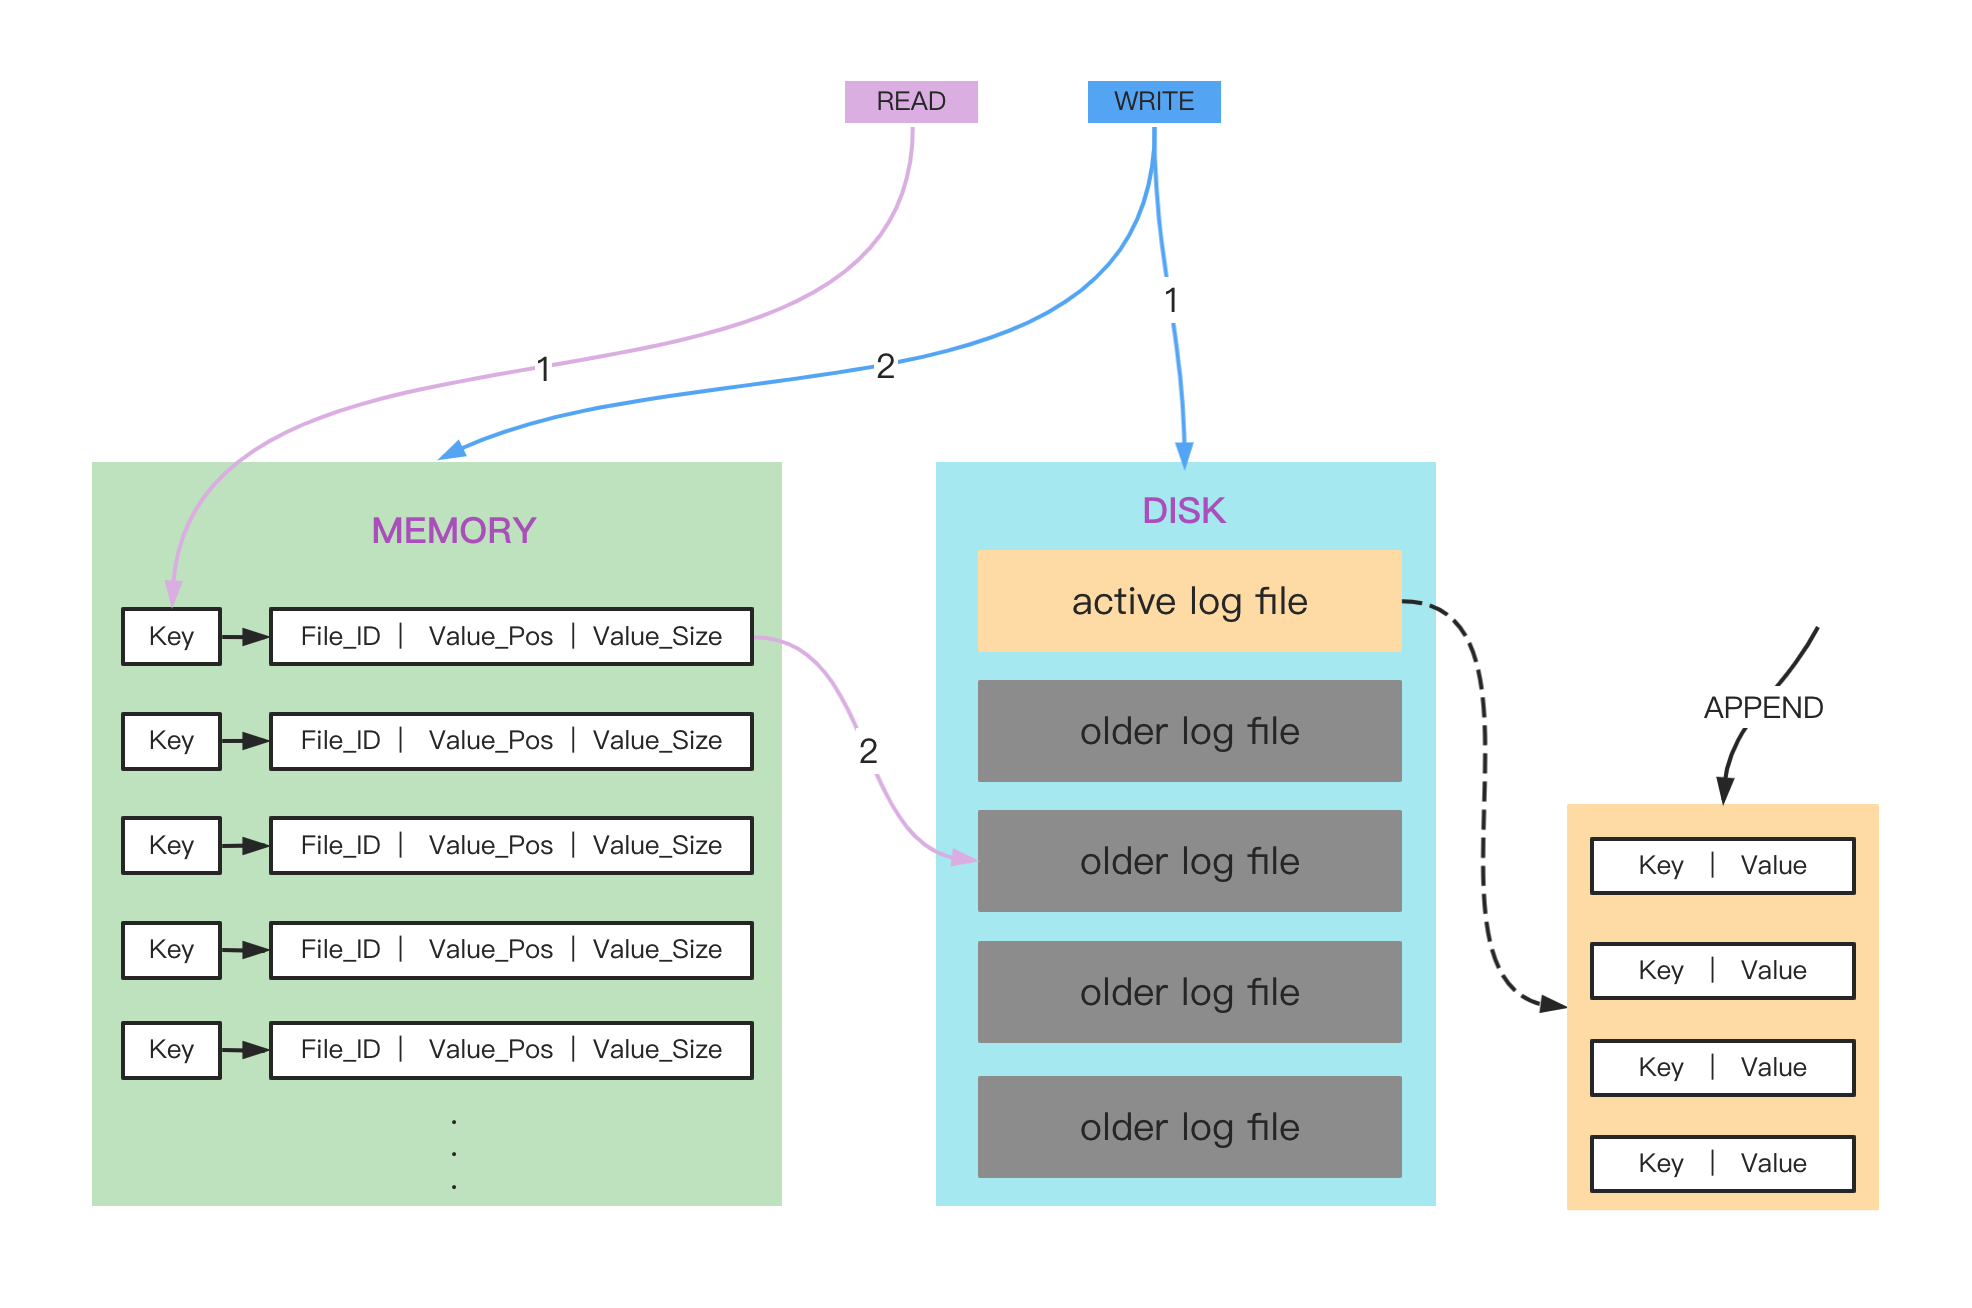 READ
WRITE
1
2
1
MEMORY
Key
File_ID | Value_Pos | Value_Size
Key
File_ID | Value_Pos | Value_Size
Key
File_ID | Value_Pos | Value_Size
Key
File_ID | Value_Pos | Value_Size
Key
File_ID | Value_Pos | Value_Size
.
.
.
2
DISK
active log file
older log file
older log file
older log file
older log file
APPEND
Key | Value
Key | Value
Key | Value
Key | Value